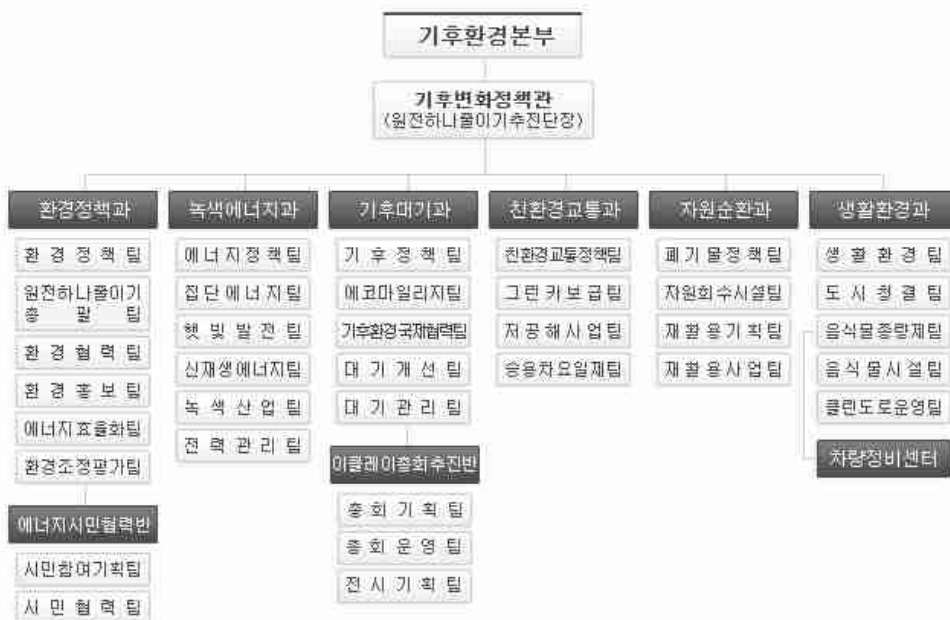 기후환경본부
기후변화정책관
(원전하나줄이기추진단장)
환경정책과
환경정책팀
원전하나줄이기
총괄팀
환경협력팀
환경홍보팀
에너지효율화팀
환경조정평가팀
에너지시민협력반
시민참여기획팀
시민협력팀
녹색에너지과
에너지정책팀
집단에너지팀
햇빛발전팀
신재생에너지팀
녹색산업팀
전력관리팀
기후대기과
기후정책팀
에코마일리지팀
기후환경국제협력팀
대기개선팀
대기관리팀
이클레이총회추진반
총회기획팀
총회운영팀
전시기획팀
친환경교통과
친환경교통정책팀
그린카보급팀
저공해사업팀
승용차요일제팀
자원순환과
폐기물정책팀
자원회수시설팀
재활용기획팀
재활용사업팀
생활환경과
생활환경팀
도시청결팀
음식물종량제팀
음식물시설팀
클린도로운영팀
차량정비센터